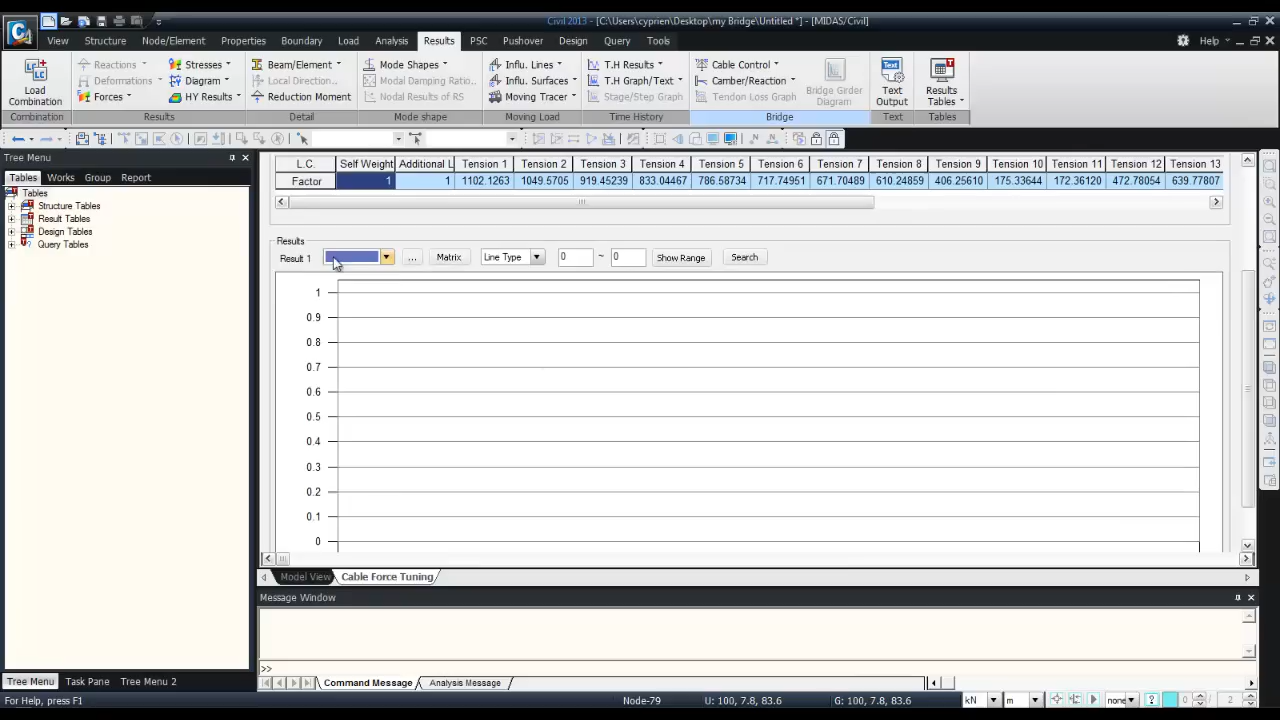 Civil 2013 - [C:\Users\cyprien\Desktop\my Bridge\Untitled *] - [MIDAS/Civil]
View Structure Node/Element Properties Boundary Load Analysis Results PSC Pushover Design Query Tools Help
Reactions Stresses Beam/Element Mode Shapes Influ. Lines T.H Results Cable Control
Deformations Diagram Local Direction... Modal Damping Ratio... Influ. Surfaces T.H Graph/Text Camber/Reaction
Forces HY Results Reduction Moment Nodal Results of RS Moving Tracer Stage/Step Graph Tendon Loss Graph
Load Combination
Bridge Girder Diagram
Text Output
Results Tables
Combination Results Detail Mode shape Moving Load Time History Bridge Text Tables
Tree Menu
Tables Works Group Report
Tables
Structure Tables
Result Tables
Design Tables
Query Tables
L.C. Self Weight Additional L Tension 1 Tension 2 Tension 3 Tension 4 Tension 5 Tension 6 Tension 7 Tension 8 Tension 9 Tension 10 Tension 11 Tension 12 Tension 13
Factor 1 1 1102.1263 1049.5705 919.45239 833.04467 786.58734 717.74951 671.70489 610.24859 406.25610 175.33644 172.36120 472.78054 639.77807
Results
Result 1 ... Matrix Line Type 0 ~ 0 Show Range Search
1
0.9
0.8
0.7
0.6
0.5
0.4
0.3
0.2
0.1
0
Model View Cable Force Tuning
Message Window
>>
Command Message Analysis Message
Tree Menu Task Pane Tree Menu 2
For Help, press F1 Node-79 U: 100, 7.8, 83.6 G: 100, 7.8, 83.6 kN m none 0 / 2